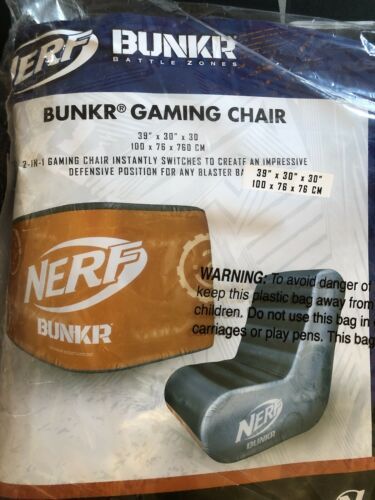 NERF BUNKR
BATTLE ZONES
BUNKR® GAMING CHAIR
39" x 30" x 30
100 x 76 x 760 CM
2-IN-1 GAMING CHAIR INSTANTLY SWITCHES TO CREATE AN IMPRESSIVE
DEFENSIVE POSITION FOR ANY BLASTER
39" x 30" x 30"
100 x 76 x 76 CM
NERF
BUNKR
WARNING: To avoid danger of
keep this plastic bag away from
children. Do not use this bag in
carriages or play pens. This bag
NERF
BUNKR